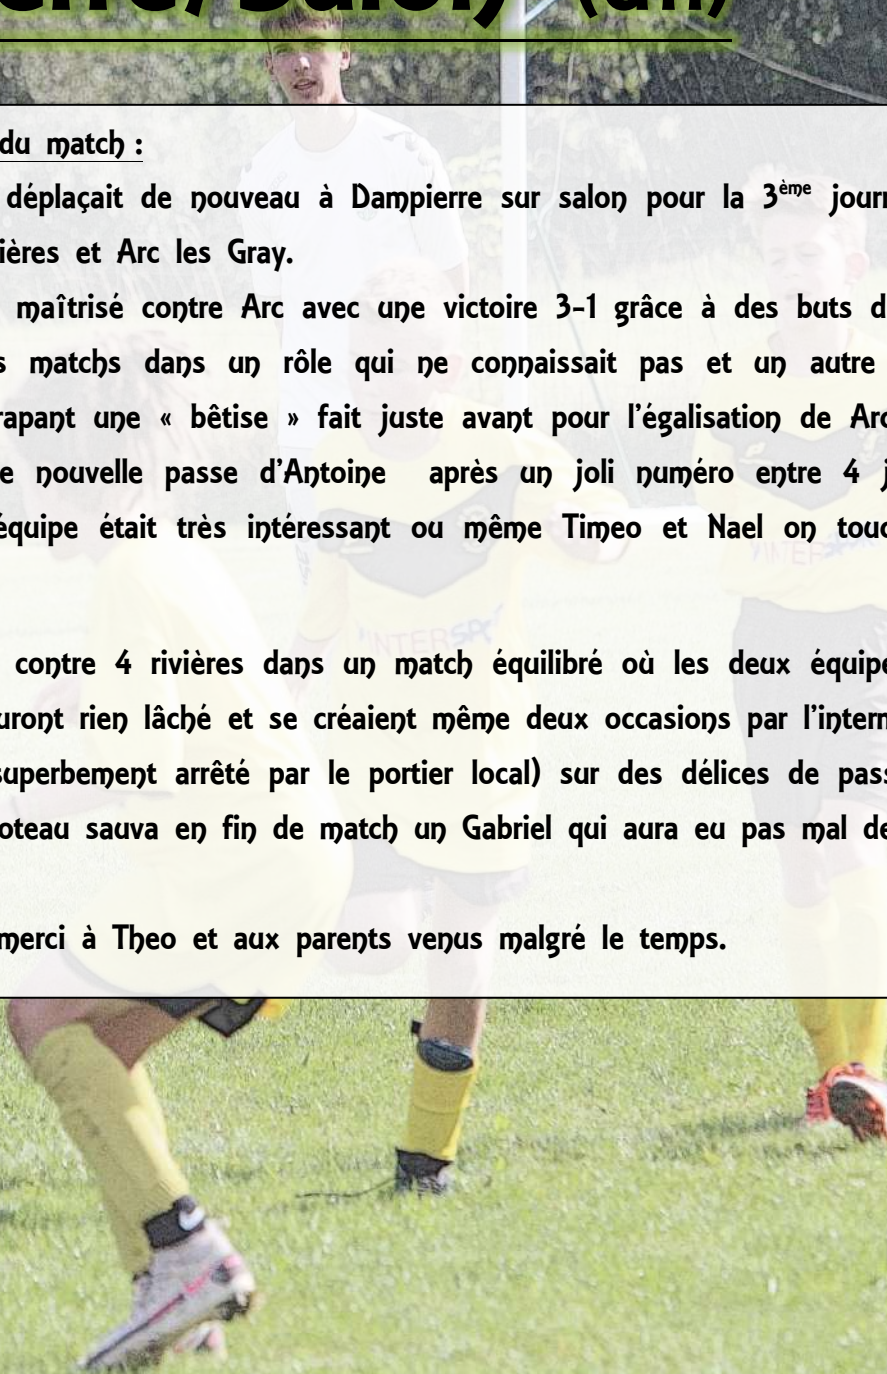 erre/Salon) (dn)
du match :
déplaçait de nouveau à Dampierre sur salon pour la 3ème journ
ières et Arc les Gray.
maîtrisé contre Arc avec une victoire 3-1 grâce à des buts d
s matchs dans un rôle qui ne connaissait pas et un autre
rapant une « bêtise » fait juste avant pour l'égalisation de Arc
e nouvelle passe d'Antoine après un joli numéro entre 4 j
équipe était très intéressant ou même Timeo et Nael on touc
contre 4 rivières dans un match équilibré où les deux équipe
uront rien lâché et se créaient même deux occasions par l'intern
superbement arrêté par le portier local) sur des délices de pass
oteau sauva en fin de match un Gabriel qui aura eu pas mal de
merci à Theo et aux parents venus malgré le temps.
INTERSPO
INTERSP